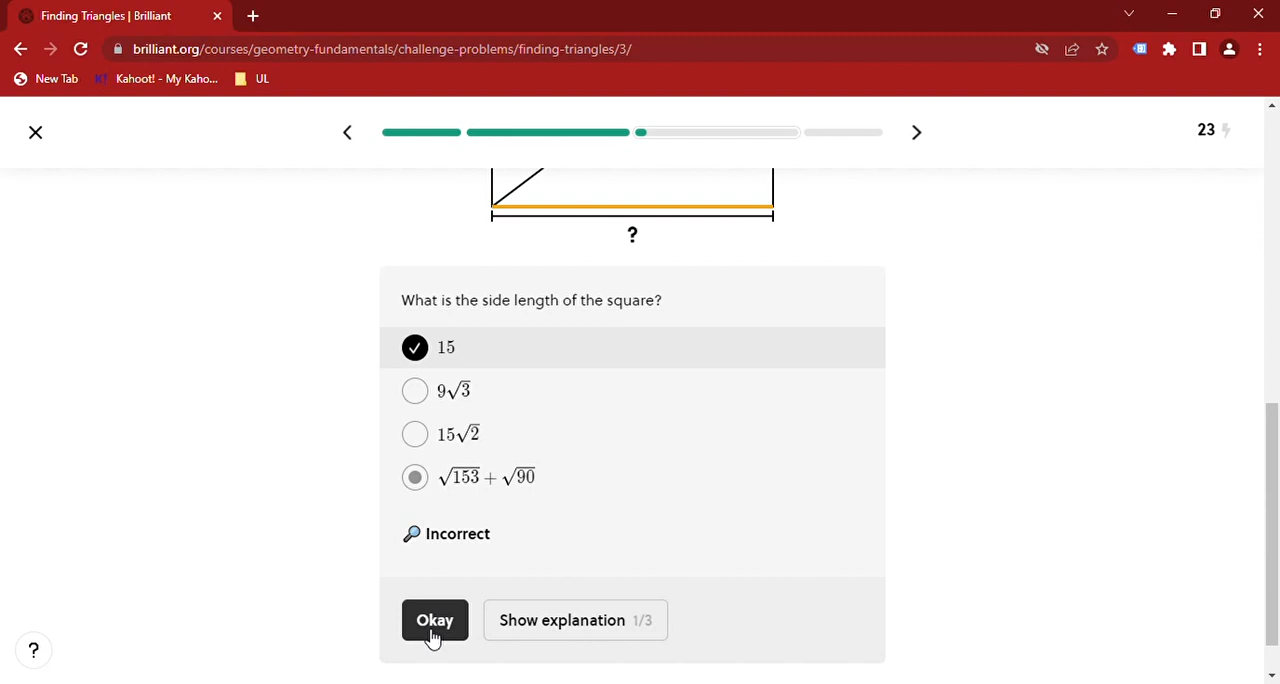 Finding Triangles | Brilliant
brilliant.org/courses/geometry-fundamentals/challenge-problems/finding-triangles/3/
New Tab Kahoot! - My Kaho... UL
23
?
What is the side length of the square?
15
9√3
15√2
√153 + √90
Incorrect
Okay Show explanation 1/3
?